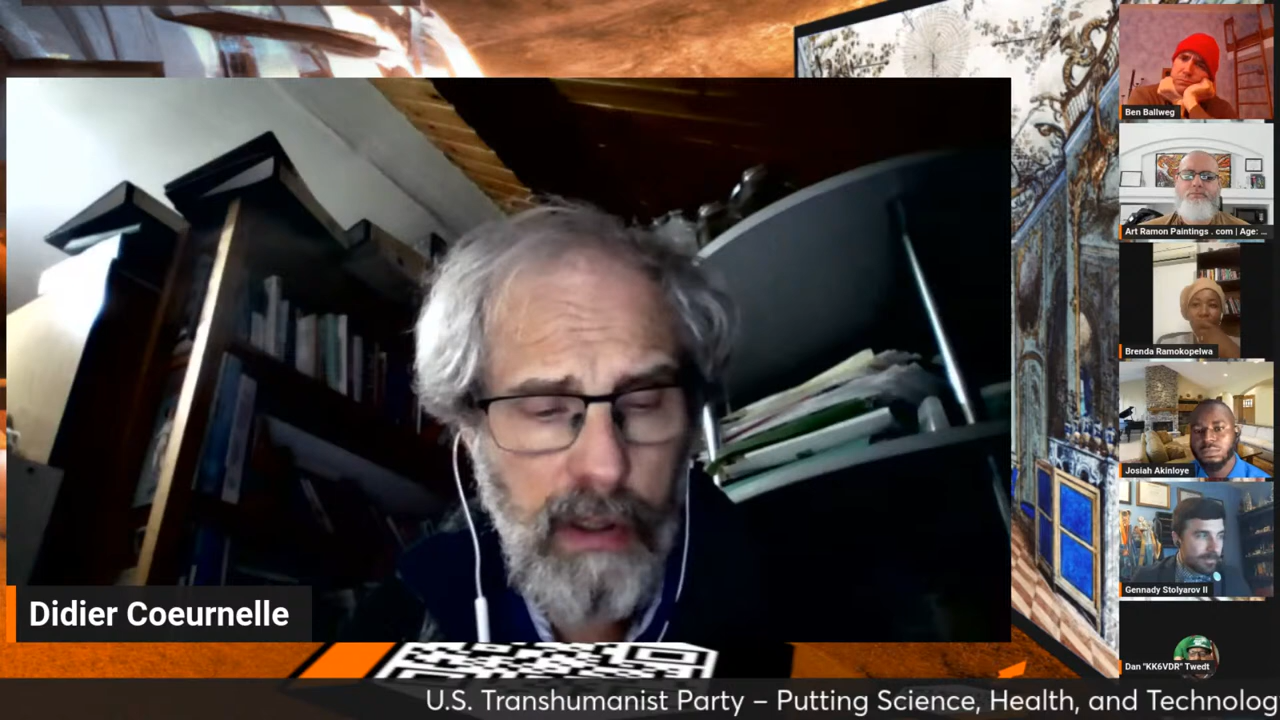 Ben Ballweg
Art Ramon Paintings . com | Age: ...
Brenda Ramokopelwa
Josiah Akinloye
Gennady Stolyarov II
Dan "KK6VDR" Twedt
Didier Coeurnelle
U.S. Transhumanist Party – Putting Science, Health, and Technolog